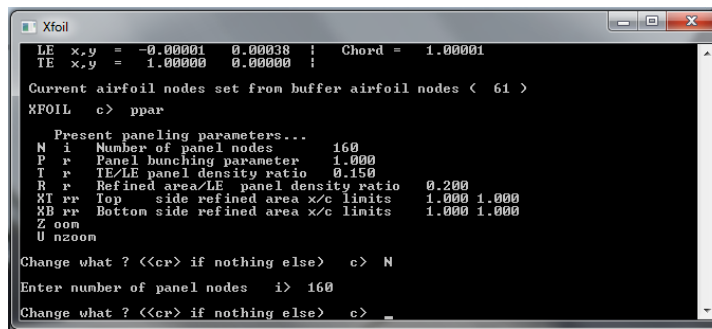 Xfoil
LE x,y = -0.00001 0.00038 | Chord = 1.00001
TE x,y = 1.00000 0.00000 |
Current airfoil nodes set from buffer airfoil nodes ( 61 )
XFOIL c> ppar
Present paneling parameters...
N i Number of panel nodes 160
P r Panel bunching parameter 1.000
T r TE/LE panel density ratio 0.150
R r Refined area/LE panel density ratio 0.200
XT rr Top side refined area x/c limits 1.000 1.000
XB rr Bottom side refined area x/c limits 1.000 1.000
Z oom
U nzoom
Change what ? (<cr> if nothing else) c> N
Enter number of panel nodes i> 160
Change what ? (<cr> if nothing else) c> _